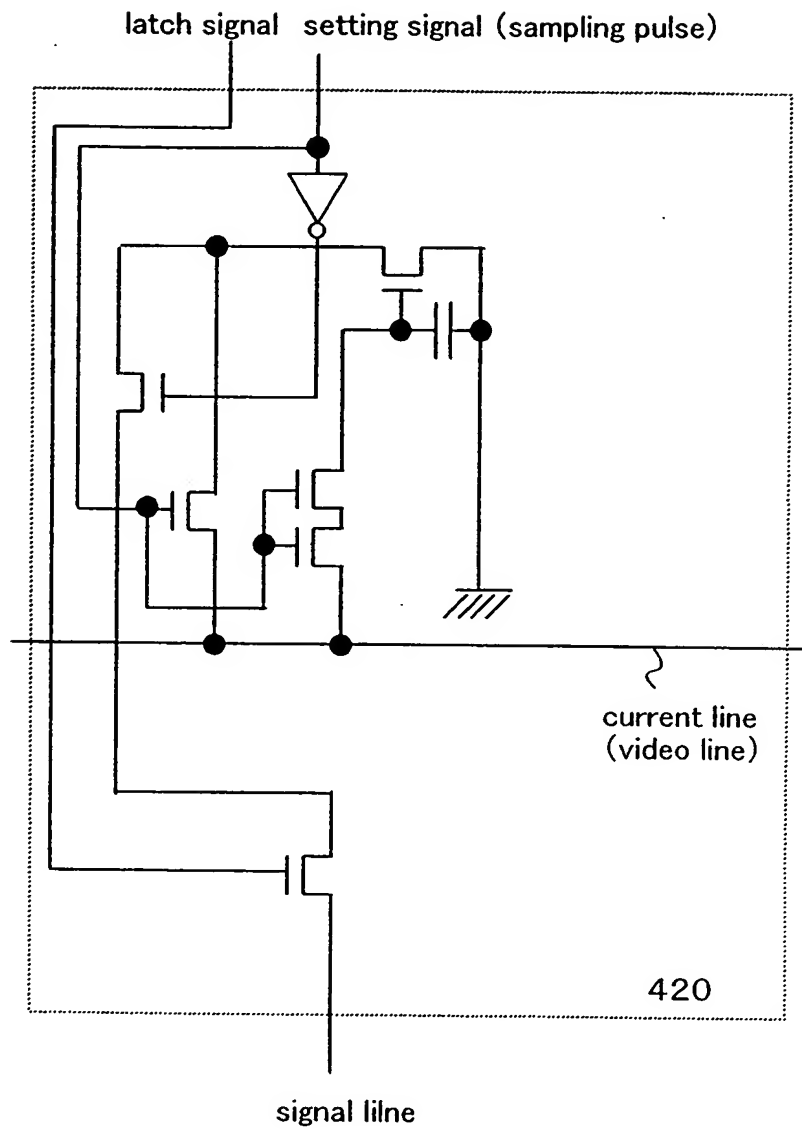 latch signal setting signal (sampling pulse)
current line
(video line)
420
signal lilne